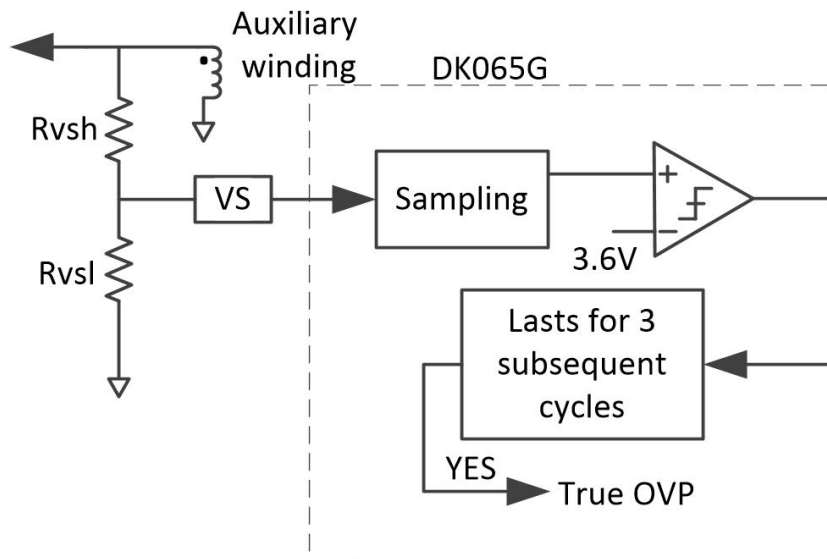 Auxiliary
winding
DK065G
Rvsh
VS
Sampling
+
−
3.6V
Rvsl
Lasts for 3
subsequent
cycles
YES
True OVP